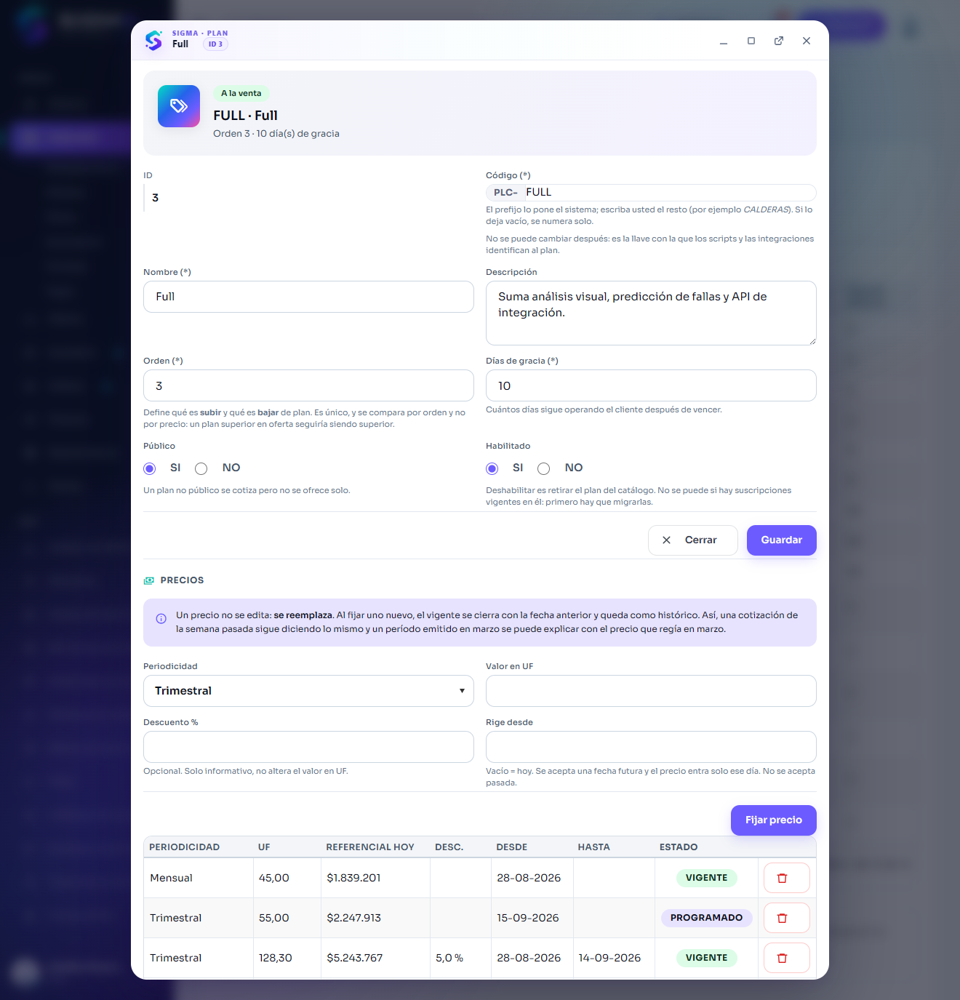 SIGMA · PLAN
Full ID 3
A la venta
FULL · Full
Orden 3 · 10 día(s) de gracia
ID
3
Código (*)
PLC- FULL
El prefijo lo pone el sistema; escriba usted el resto (por ejemplo CALDERAS). Si lo
deja vacío, se numera solo.
No se puede cambiar después: es la llave con la que los scripts y las integraciones
identifican al plan.
Nombre (*)
Full
Descripción
Suma análisis visual, predicción de fallas y API de
integración.
Orden (*)
3
Define qué es subir y qué es bajar de plan. Es único, y se compara por orden y no
por precio: un plan superior en oferta seguiría siendo superior.
Días de gracia (*)
10
Cuántos días sigue operando el cliente después de vencer.
Público
SI NO
Un plan no público se cotiza pero no se ofrece solo.
Habilitado
SI NO
Deshabilitar es retirar el plan del catálogo. No se puede si hay suscripciones
vigentes en él: primero hay que migrarlas.
Cerrar
Guardar
PRECIOS
Un precio no se edita: se reemplaza. Al fijar uno nuevo, el vigente se cierra con la fecha anterior y queda como histórico. Así, una cotización de
la semana pasada sigue diciendo lo mismo y un período emitido en marzo se puede explicar con el precio que regía en marzo.
Periodicidad
Trimestral
Valor en UF
Descuento %
Opcional. Solo informativo, no altera el valor en UF.
Rige desde
Vacío = hoy. Se acepta una fecha futura y el precio entra solo ese día. No se acepta
pasada.
Fijar precio
PERIODICIDAD UF REFERENCIAL HOY DESC. DESDE HASTA ESTADO
Mensual 45,00 $1.839.201 28-08-2026 VIGENTE
Trimestral 55,00 $2.247.913 15-09-2026 PROGRAMADO
Trimestral 128,30 $5.243.767 5,0 % 28-08-2026 14-09-2026 VIGENTE